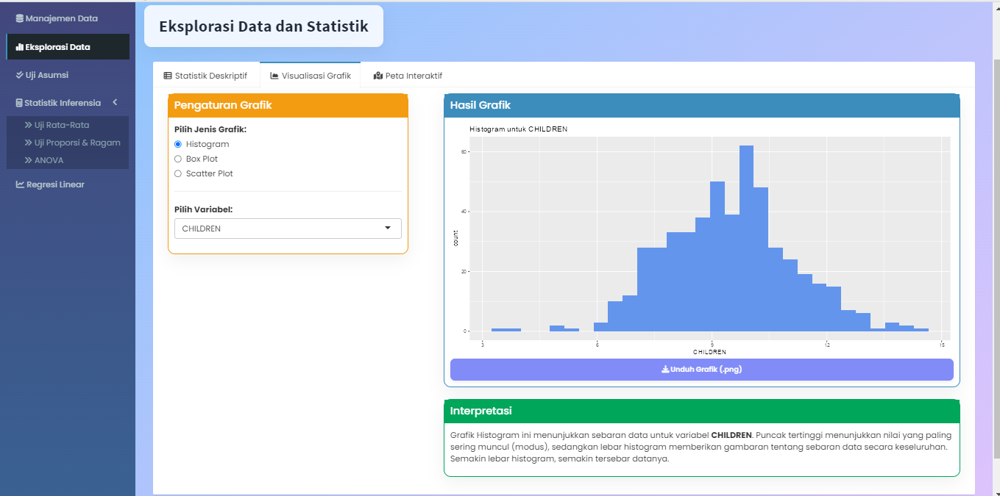 Manajemen Data
Eksplorasi Data
Uji Asumsi
Statistik Inferensia
Uji Rata-Rata
Uji Proporsi & Ragam
ANOVA
Regresi Linear
Eksplorasi Data dan Statistik
Statistik Deskriptif
Visualisasi Grafik
Peta Interaktif
Pengaturan Grafik
Pilih Jenis Grafik:
Histogram
Box Plot
Scatter Plot
Pilih Variabel:
CHILDREN
Hasil Grafik
Histogram untuk CHILDREN
count
60
40
20
0
3
6
9
12
15
CHILDREN
Unduh Grafik (.png)
Interpretasi
Grafik Histogram ini menunjukkan sebaran data untuk variabel CHILDREN. Puncak tertinggi menunjukkan nilai yang paling
sering muncul (modus), sedangkan lebar histogram memberikan gambaran tentang sebaran data secara keseluruhan.
Semakin lebar histogram, semakin tersebar datanya.